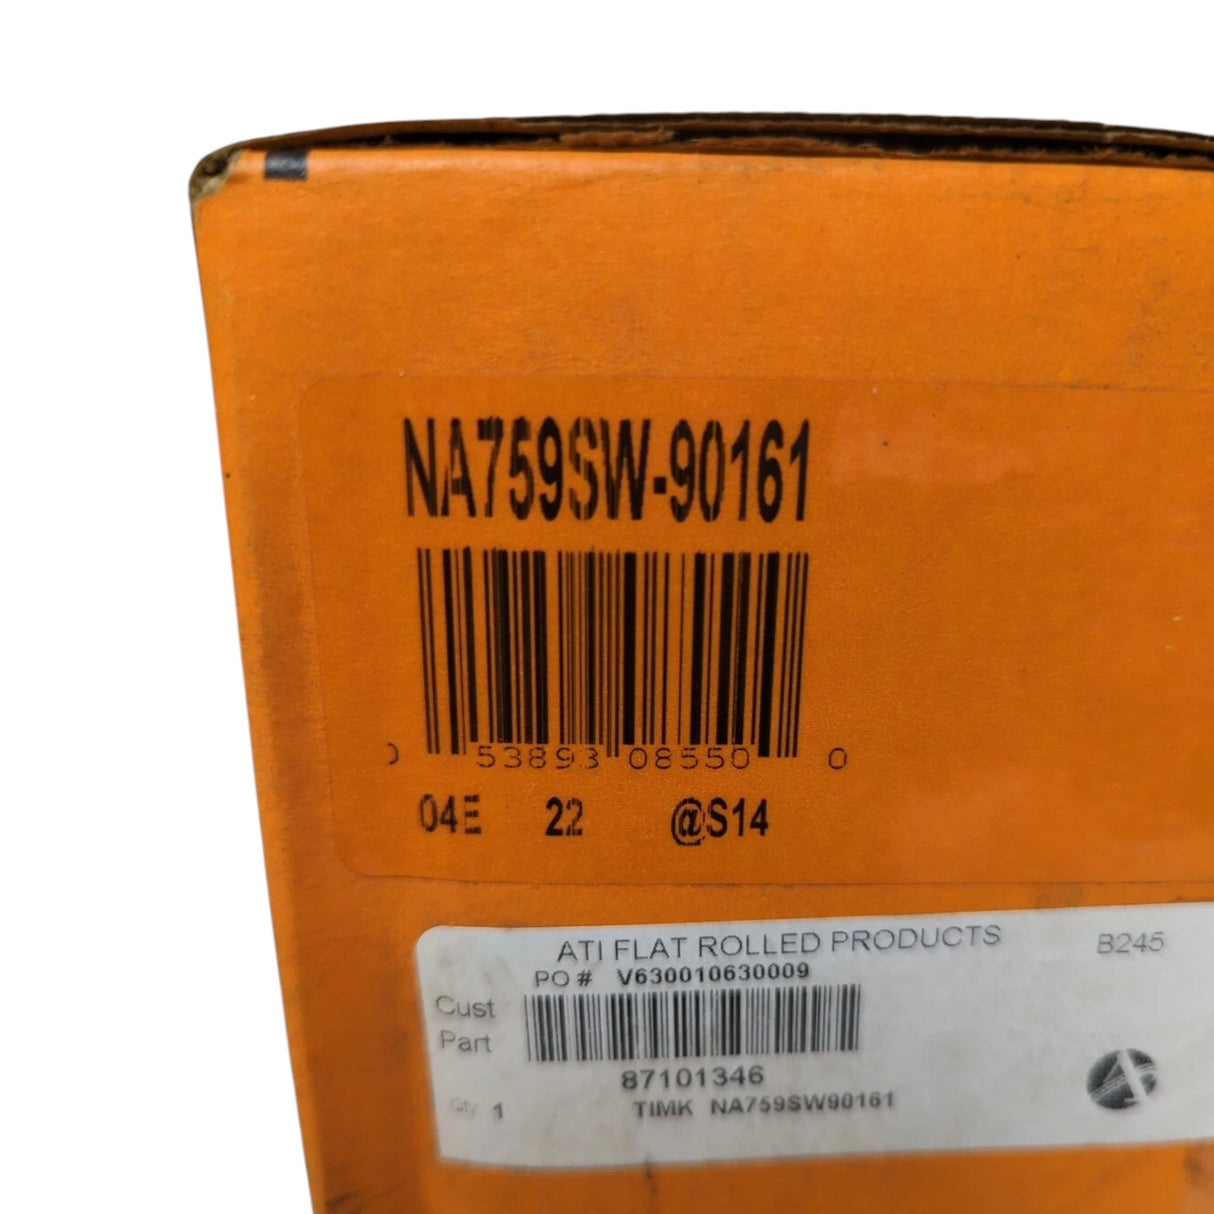 NA759SW-90161
0 53893 08550 0
04E 22 @S14
ATI FLAT ROLLED PRODUCTS B245
PO # V630010630009
Cust
Part
87101346
Qty 1 TIMK NA759SW90161